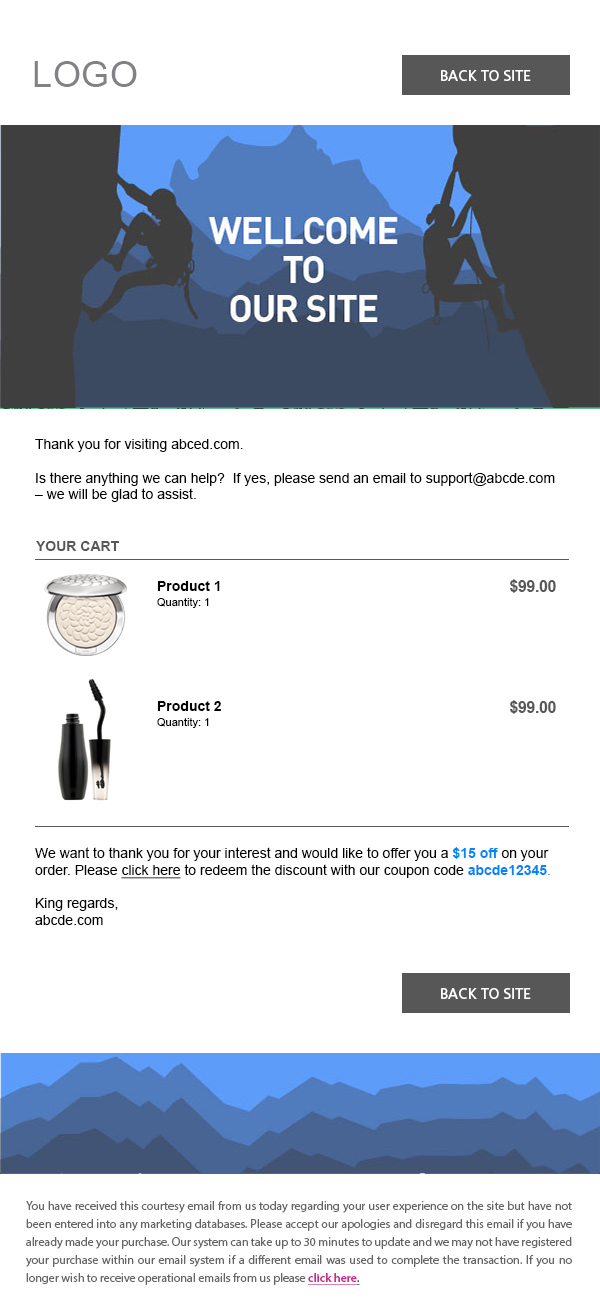 LOGO
BACK TO SITE
WELLCOME
TO
OUR SITE
Thank you for visiting abced.com.
Is there anything we can help?  If yes, please send an email to support@abcde.com
– we will be glad to assist.
YOUR CART
Product 1
$99.00
Quantity: 1
Product 2
$99.00
Quantity: 1
We want to thank you for your interest and would like to offer you a $15 off on your
order. Please click here to redeem the discount with our coupon code abcde12345.
King regards,
abcde.com
BACK TO SITE
You have received this courtesy email from us today regarding your user experience on the site but have not
been entered into any marketing databases. Please accept our apologies and disregard this email if you have
already made your purchase. Our system can take up to 30 minutes to update and we may not have registered
your purchase within our email system if a different email was used to complete the transaction. If you no
longer wish to receive operational emails from us please click here.